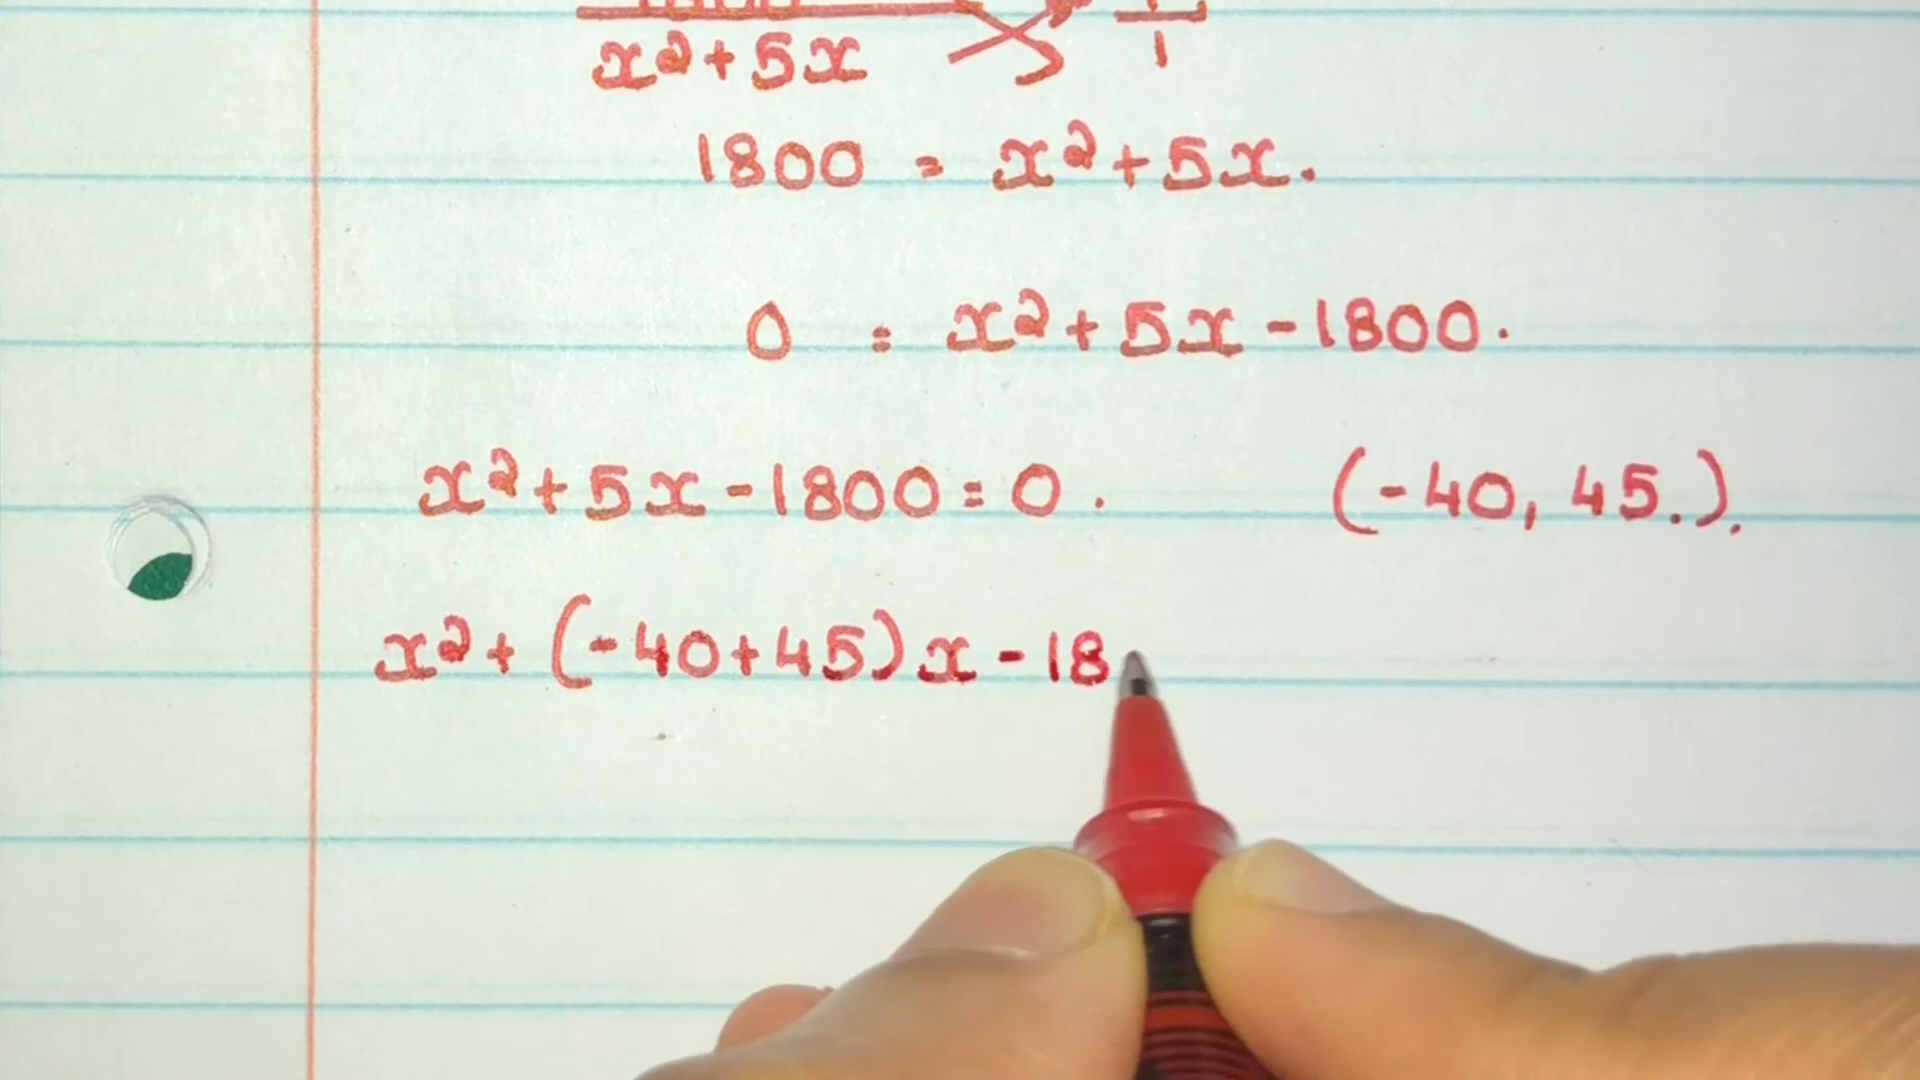 x²+5x 1
1800 = x²+5x.
0 = x²+5x-1800.
x²+5x-1800=0. (-40, 45.).
x²+(-40+45)x-18